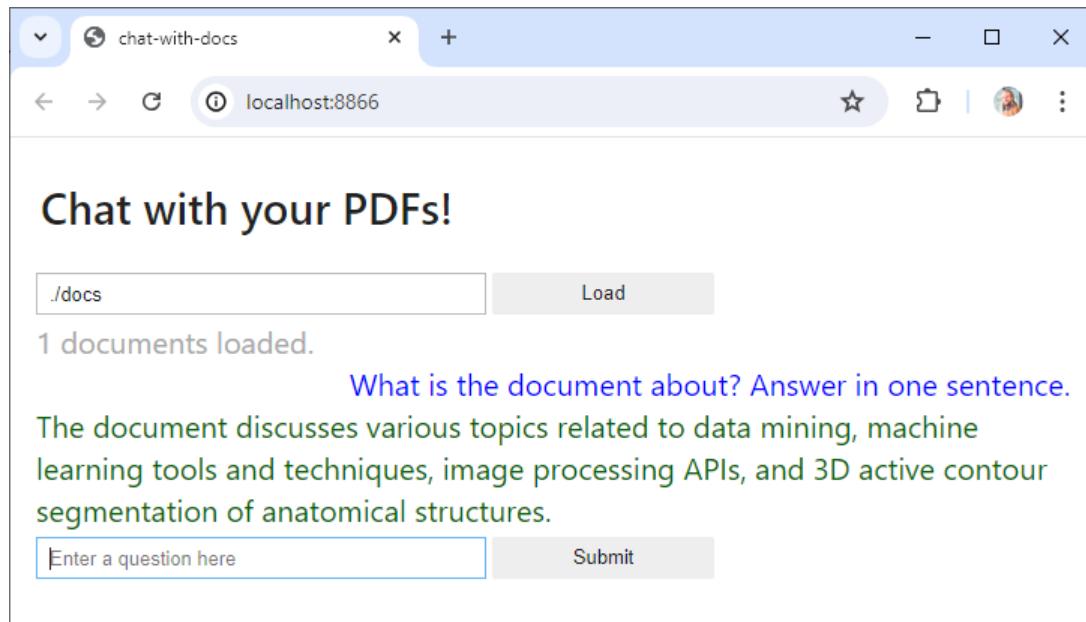 chat-with-docs
localhost:8866
Chat with your PDFs!
./docs Load
1 documents loaded.
What is the document about? Answer in one sentence.
The document discusses various topics related to data mining, machine
learning tools and techniques, image processing APIs, and 3D active contour
segmentation of anatomical structures.
Enter a question here Submit